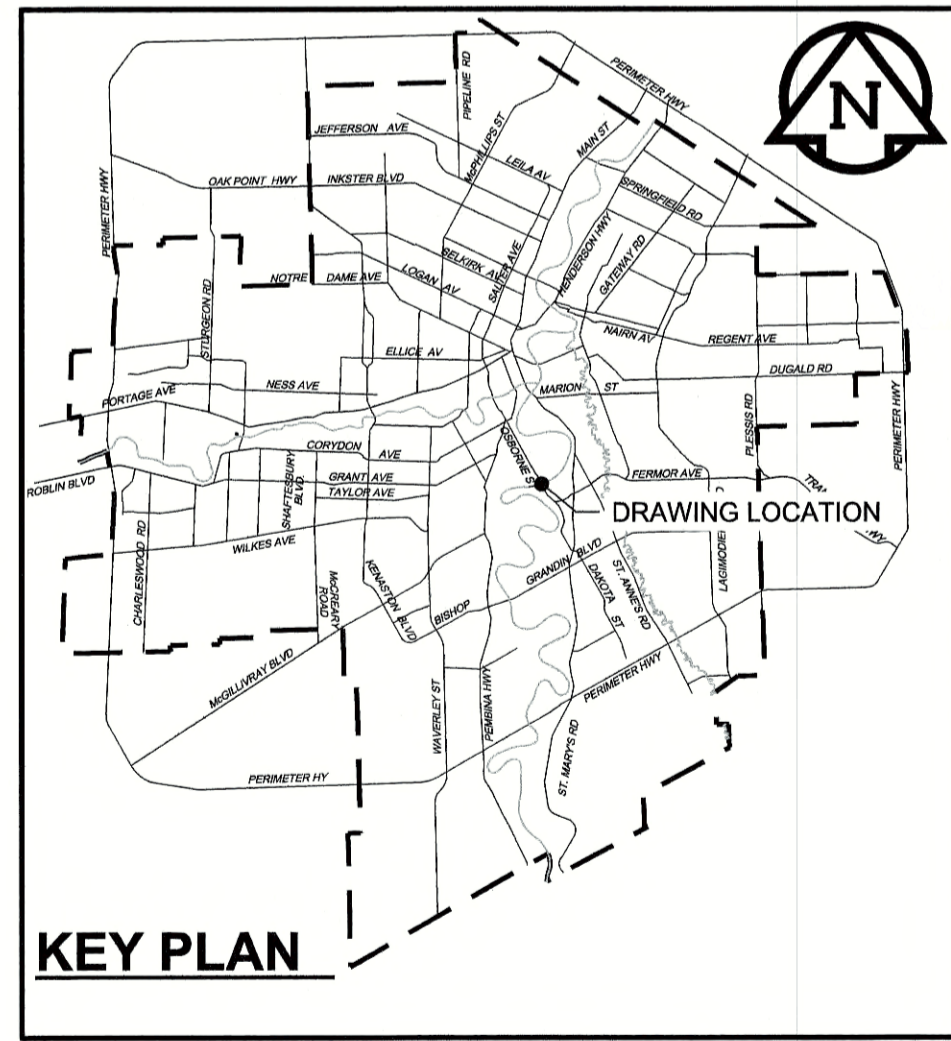 N
PERIMETER HWY
PIPELINE RD
McPHILLIPS ST
MAIN ST
JEFFERSON AVE
LEILA AV
OAK POINT HWY
INKSTER BLVD
SPRINGFIELD RD
PERIMETER HWY
HENDERSON HWY
GATEWAY RD
SELKIRK AV
SALTER AVE
NOTRE DAME AVE
LOGAN AV
STURGEON RD
NAIRN AV
REGENT AVE
ELLICE AV
DUGALD RD
NESS AVE
MARION ST
PORTAGE AVE
PLESSIS RD
PERIMETER HWY
OSBORNE ST
CORYDON AVE
GRANT AVE
FERMOR AVE
ROBLIN BLVD
SHAFTESBURY
BLVD.
TAYLOR AVE
TRA
WY
DRAWING LOCATION
WILKES AVE
CHARLESWOOD RD
LAGIMODIER
GRANDIN BLVD
BISHOP
KENASTON BLVD
McCREARY
ROAD
DAKOTA ST
ST. ANNE'S RD
McGILLIVRAY BLVD
PERIMETER HWY
WAVERLEY ST
PEMBINA HWY
ST. MARY'S RD
PERIMETER HY
KEY PLAN